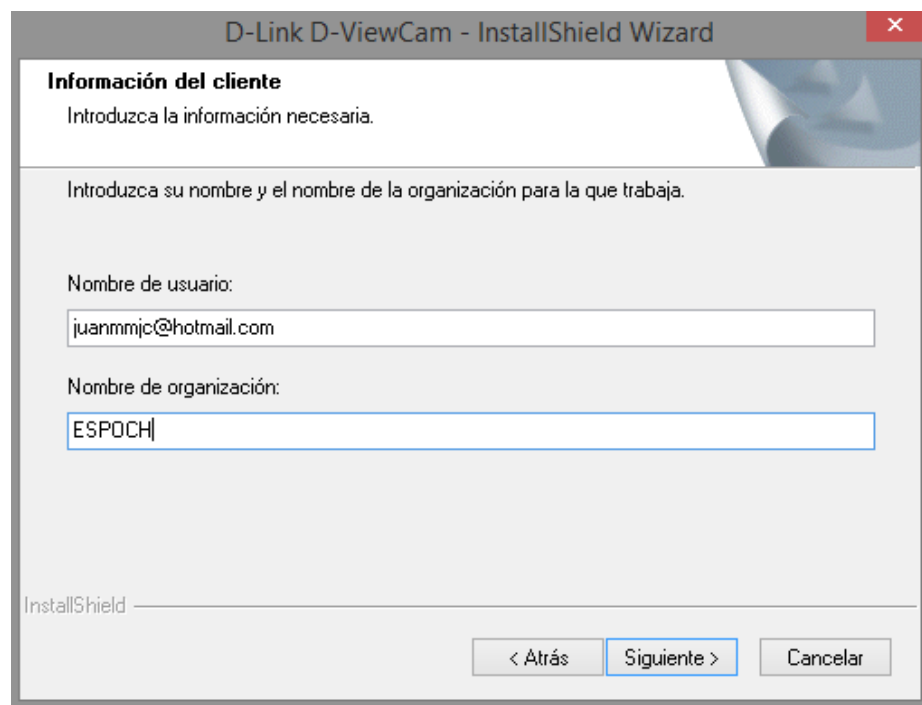 D-Link D-ViewCam - InstallShield Wizard
Información del cliente
Introduzca la información necesaria.
Introduzca su nombre y el nombre de la organización para la que trabaja.
Nombre de usuario:
juanmmjc@hotmail.com
Nombre de organización:
ESPOCH
InstallShield
< Atrás
Siguiente >
Cancelar